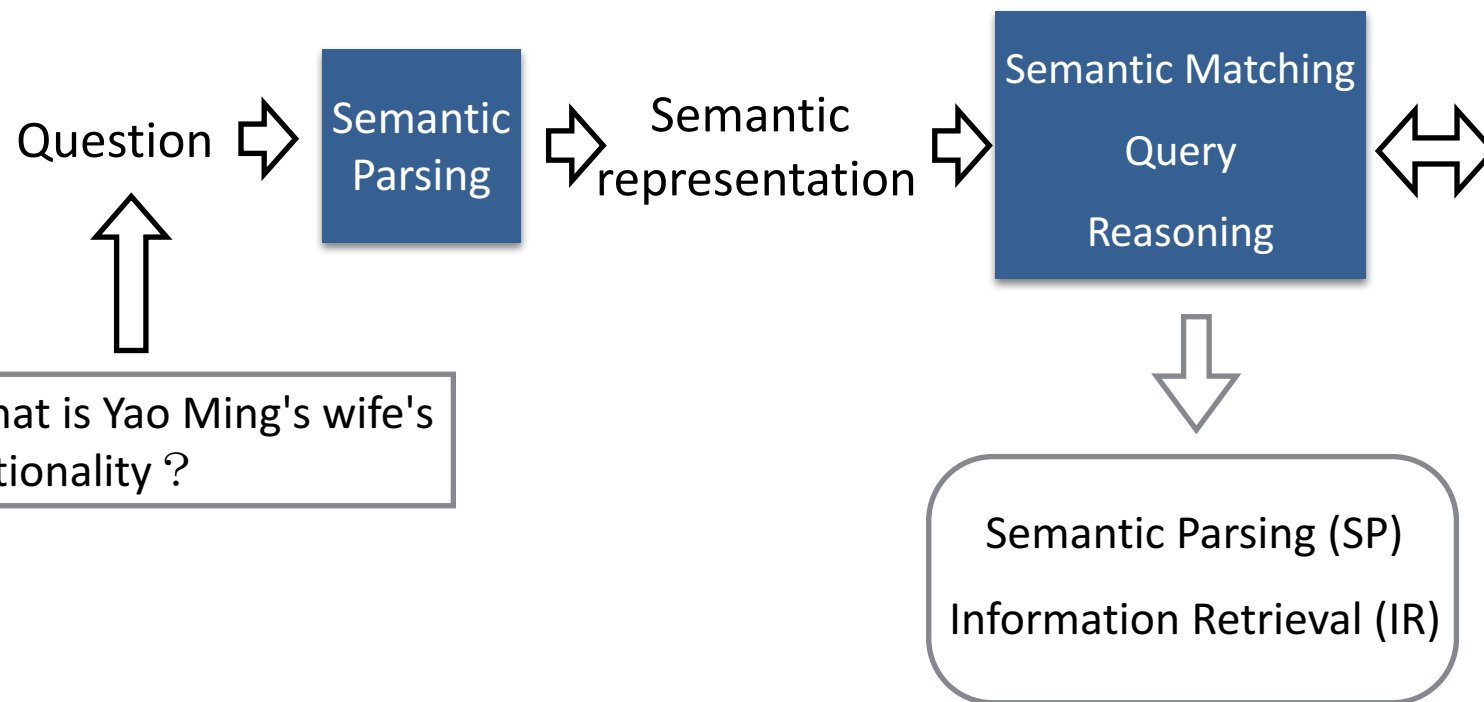 Question
Semantic
Parsing
Semantic
representation
Semantic Matching
Query
Reasoning
hat is Yao Ming's wife's
tionality？
Semantic Parsing (SP)
Information Retrieval (IR)